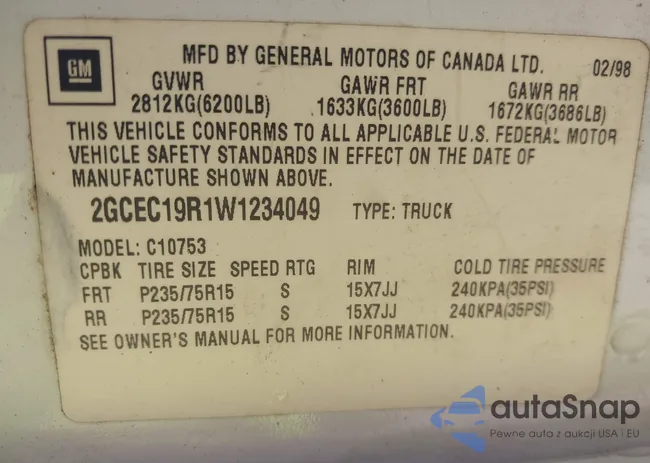 GM
MFD BY GENERAL MOTORS OF CANADA LTD. 02/98
GVWR GAWR FRT GAWR RR
2812KG(6200LB) 1633KG(3600LB) 1672KG(3686LB)
THIS VEHICLE CONFORMS TO ALL APPLICABLE U.S. FEDERAL MOTOR
VEHICLE SAFETY STANDARDS IN EFFECT ON THE DATE OF
MANUFACTURE SHOWN ABOVE.
2GCEC19R1W1234049 TYPE: TRUCK
MODEL: C10753
CPBK TIRE SIZE SPEED RTG RIM COLD TIRE PRESSURE
FRT P235/75R15 S 15X7JJ 240KPA(35PSI)
RR P235/75R15 S 15X7JJ 240KPA(35PSI)
SEE OWNER'S MANUAL FOR MORE INFORMATION.
autaSnap
Pewne auta z aukcji USA i EU